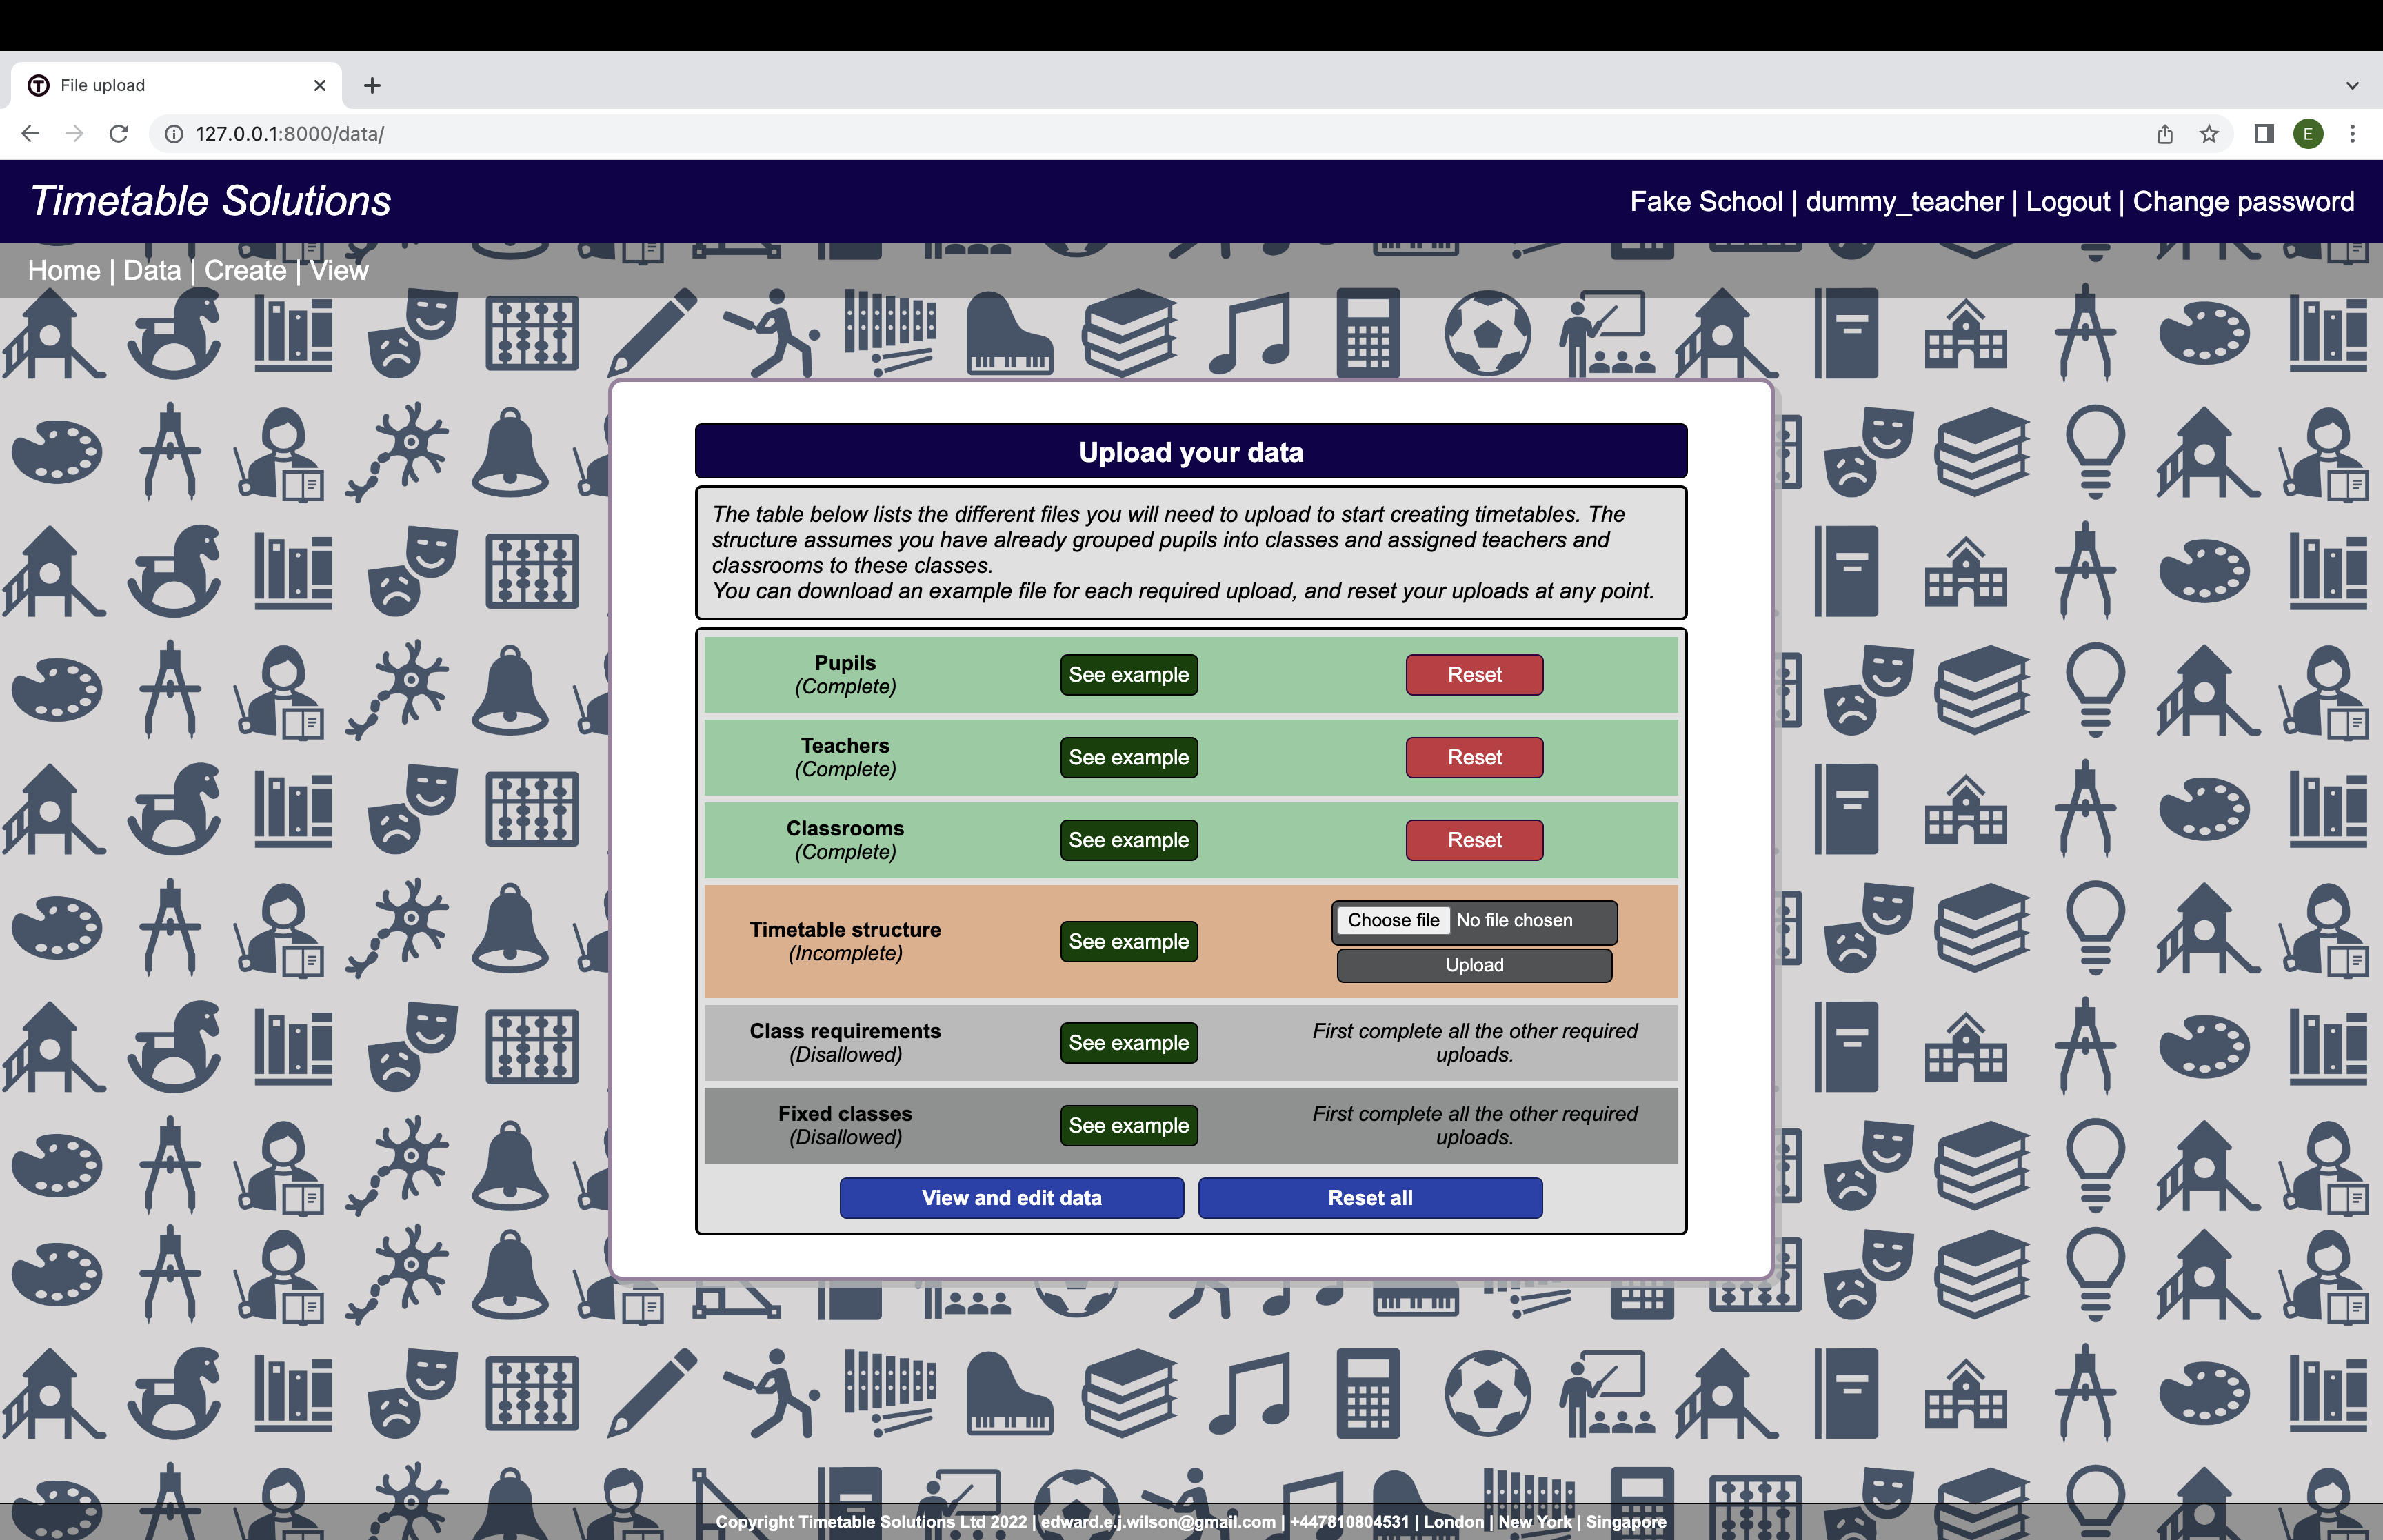 File upload
127.0.0.1:8000/data/
E
Timetable Solutions
Fake School | dummy_teacher | Logout | Change password
Home | Data | Create | View
Upload your data
The table below lists the different files you will need to upload to start creating timetables. The
structure assumes you have already grouped pupils into classes and assigned teachers and
classrooms to these classes.
You can download an example file for each required upload, and reset your uploads at any point.
Pupils
(Complete)
See example
Reset
Teachers
(Complete)
See example
Reset
Classrooms
(Complete)
See example
Reset
Timetable structure
(Incomplete)
See example
Choose file No file chosen
Upload
Class requirements
(Disallowed)
See example
First complete all the other required
uploads.
Fixed classes
(Disallowed)
See example
First complete all the other required
uploads.
View and edit data
Reset all
Copyright Timetable Solutions Ltd 2022 | edward.e.j.wilson@gmail.com | +447810804531 | London | New York | Singapore